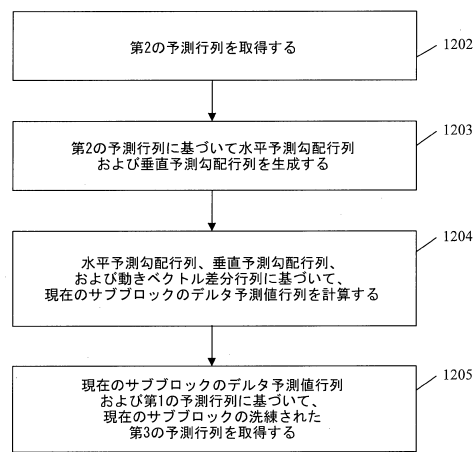 第2の予測行列を取得する
1202
第2の予測行列に基づいて水平予測勾配行列
および垂直予測勾配行列を生成する
1203
水平予測勾配行列、垂直予測勾配行列、
および動きベクトル差分行列に基づいて、
現在のサブブロックのデルタ予測値行列を計算する
1204
現在のサブブロックのデルタ予測値行列
および第1の予測行列に基づいて、
現在のサブブロックの洗練された
第3の予測行列を取得する
1205